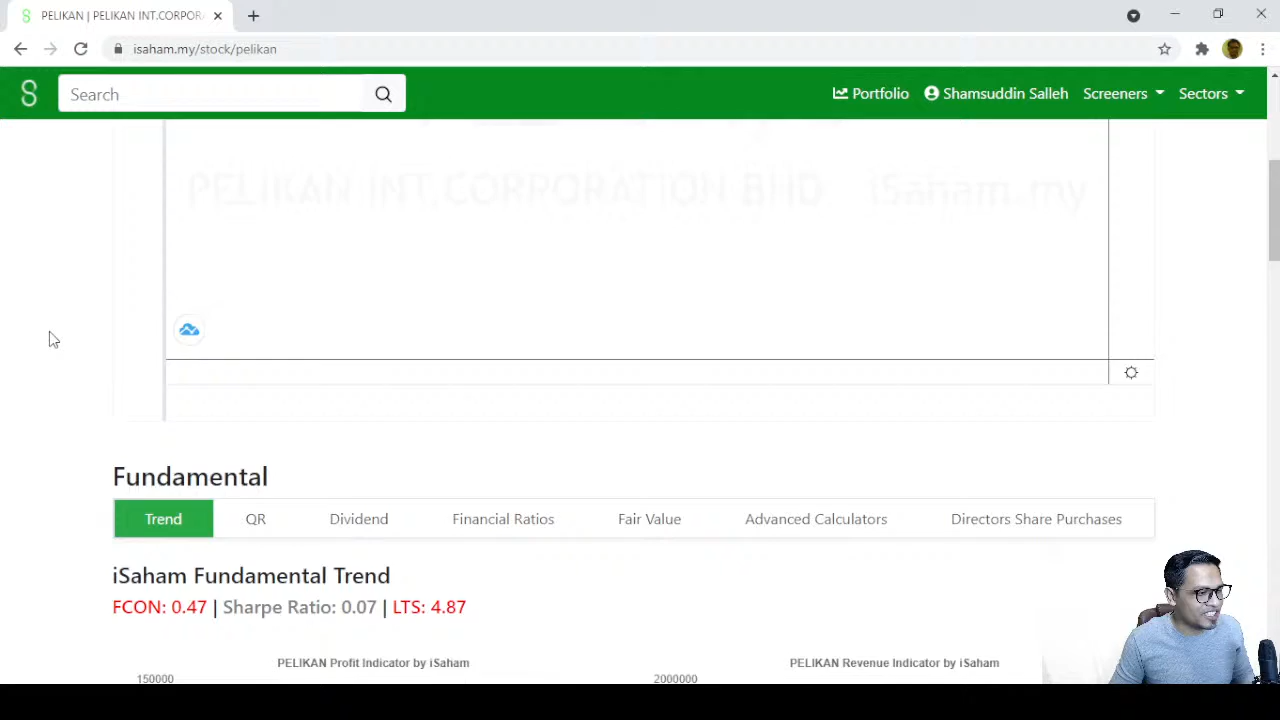 PELIKAN | PELIKAN INT.CORPORA
isaham.my/stock/pelikan
Search
Portfolio
Shamsuddin Salleh
Screeners
Sectors
PELIKAN INT.CORPORATION BHD iSaham.my
Fundamental
Trend
QR
Dividend
Financial Ratios
Fair Value
Advanced Calculators
Directors Share Purchases
iSaham Fundamental Trend
FCON: 0.47 | Sharpe Ratio: 0.07 | LTS: 4.87
PELIKAN Profit Indicator by iSaham
PELIKAN Revenue Indicator by iSaham
150000
2000000